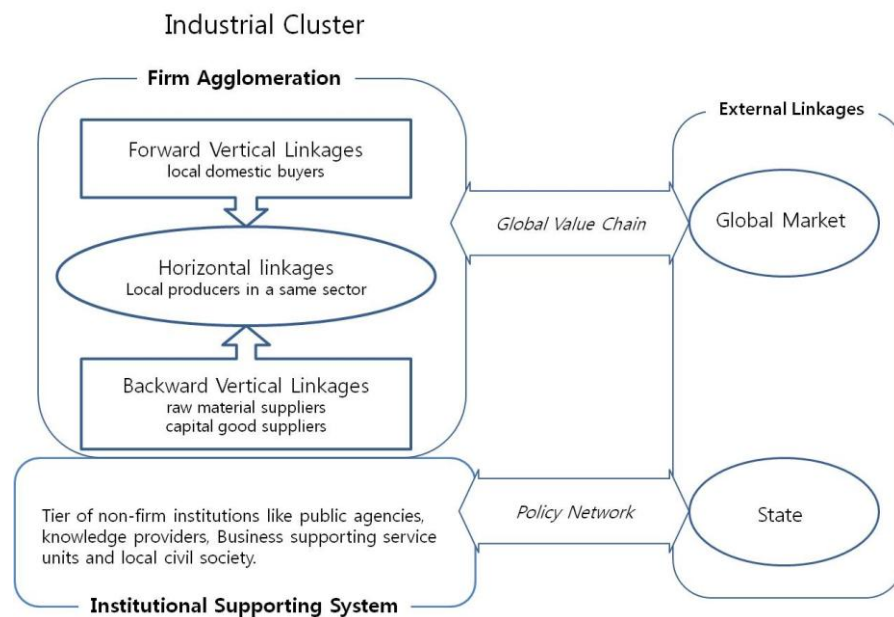 Industrial Cluster
Firm Agglomeration
Forward Vertical Linkages
local domestic buyers
Horizontal linkages
Local producers in a same sector
Backward Vertical Linkages
raw material suppliers
capital good suppliers
Tier of non-firm institutions like public agencies,
knowledge providers, Business supporting service
units and local civil society.
Institutional Supporting System
Global Value Chain
Policy Network
External Linkages
Global Market
State